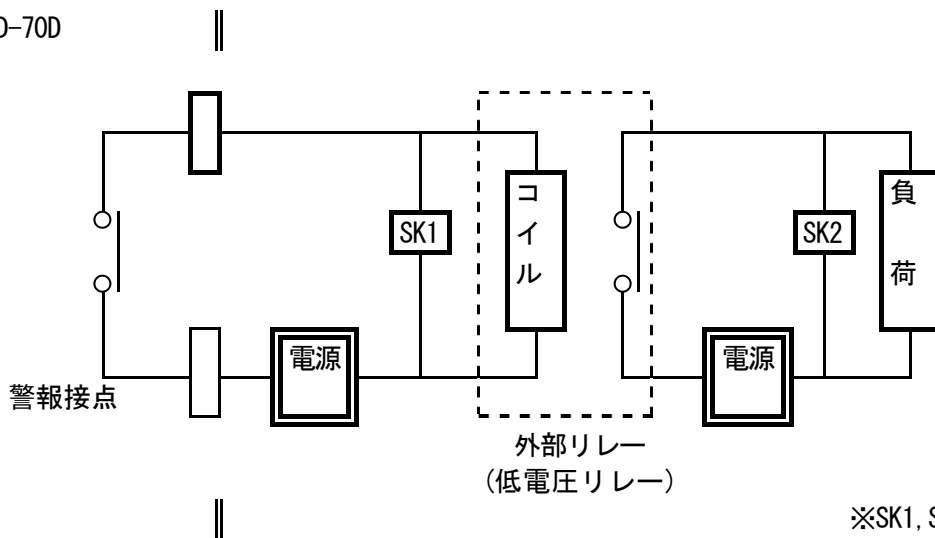 D-70D
SK1
コイル
SK2
負荷
電源
電源
警報接点
外部リレー
(低電圧リレー)
※SK1, S